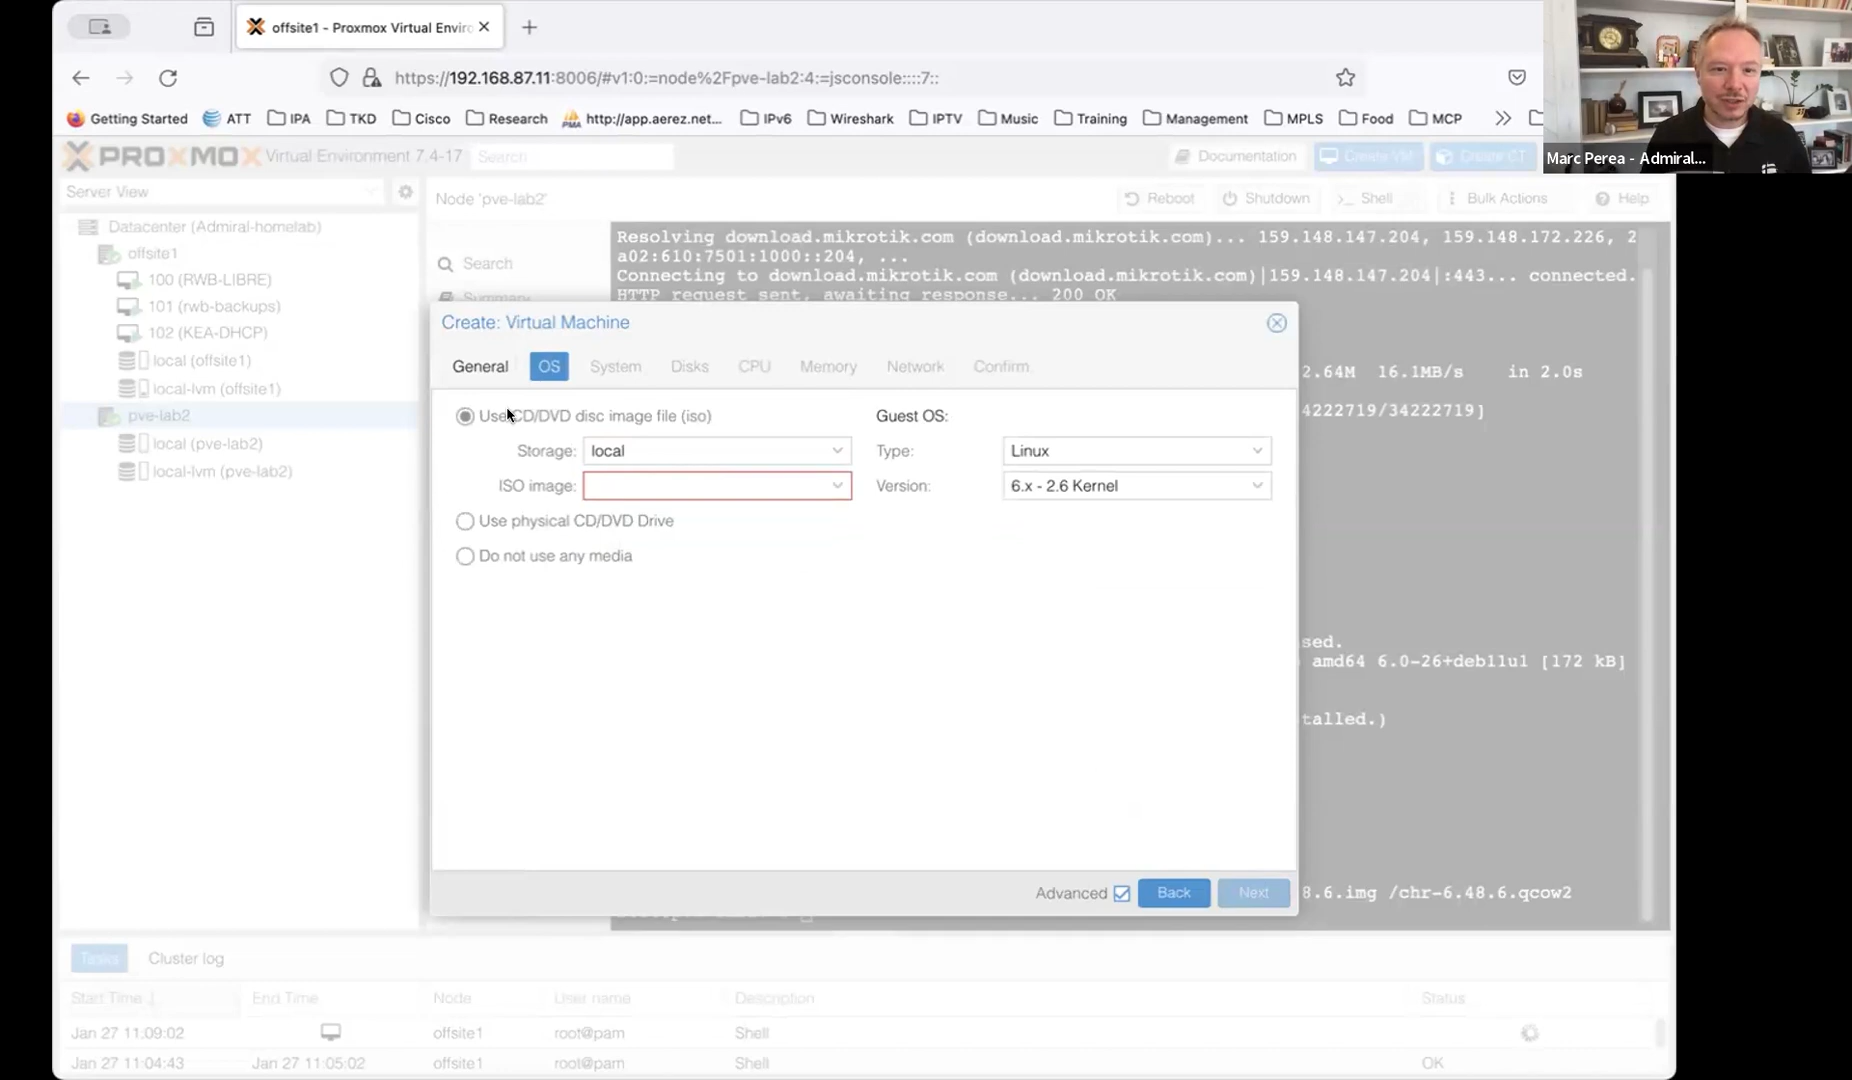 offsite1 - Proxmox Virtual Enviro
https://192.168.87.11:8006/#v1:0:=node%2Fpve-lab2:4:=jsconsole::::7::
Getting Started ATT IPA TKD Cisco Research http://app.aerez.net... IPv6 Wireshark IPTV Music Training Management MPLS Food MCP
Marc Perea - Admiral...
PROXMOX Virtual Environment 7.4-17 Search Documentation Create VM Create CT
Server View
Node 'pve-lab2' Reboot Shutdown Shell Bulk Actions Help
Datacenter (Admiral-homelab)
offsite1
100 (RWB-LIBRE)
101 (rwb-backups)
102 (KEA-DHCP)
local (offsite1)
local-lvm (offsite1)
pve-lab2
local (pve-lab2)
local-lvm (pve-lab2)
Search
Summary
Resolving download.mikrotik.com (download.mikrotik.com)... 159.148.147.204, 159.148.172.226, 2
a02:610:7501:1000::204, ...
Connecting to download.mikrotik.com (download.mikrotik.com)|159.148.147.204|:443... connected.
HTTP request sent, awaiting response... 200 OK
2.64M 16.1MB/s in 2.0s
4222719/34222719]
sed.
amd64 6.0-26+deb11u1 [172 kB]
talled.)
8.6.img /chr-6.48.6.qcow2
Create: Virtual Machine
General OS System Disks CPU Memory Network Confirm
Use CD/DVD disc image file (iso) Guest OS:
Storage: local Type: Linux
ISO image: Version: 6.x - 2.6 Kernel
Use physical CD/DVD Drive
Do not use any media
Advanced Back Next
Tasks Cluster log
Start Time End Time Node User name Description Status
Jan 27 11:09:02 offsite1 root@pam Shell
Jan 27 11:04:43 Jan 27 11:05:02 offsite1 root@pam Shell OK